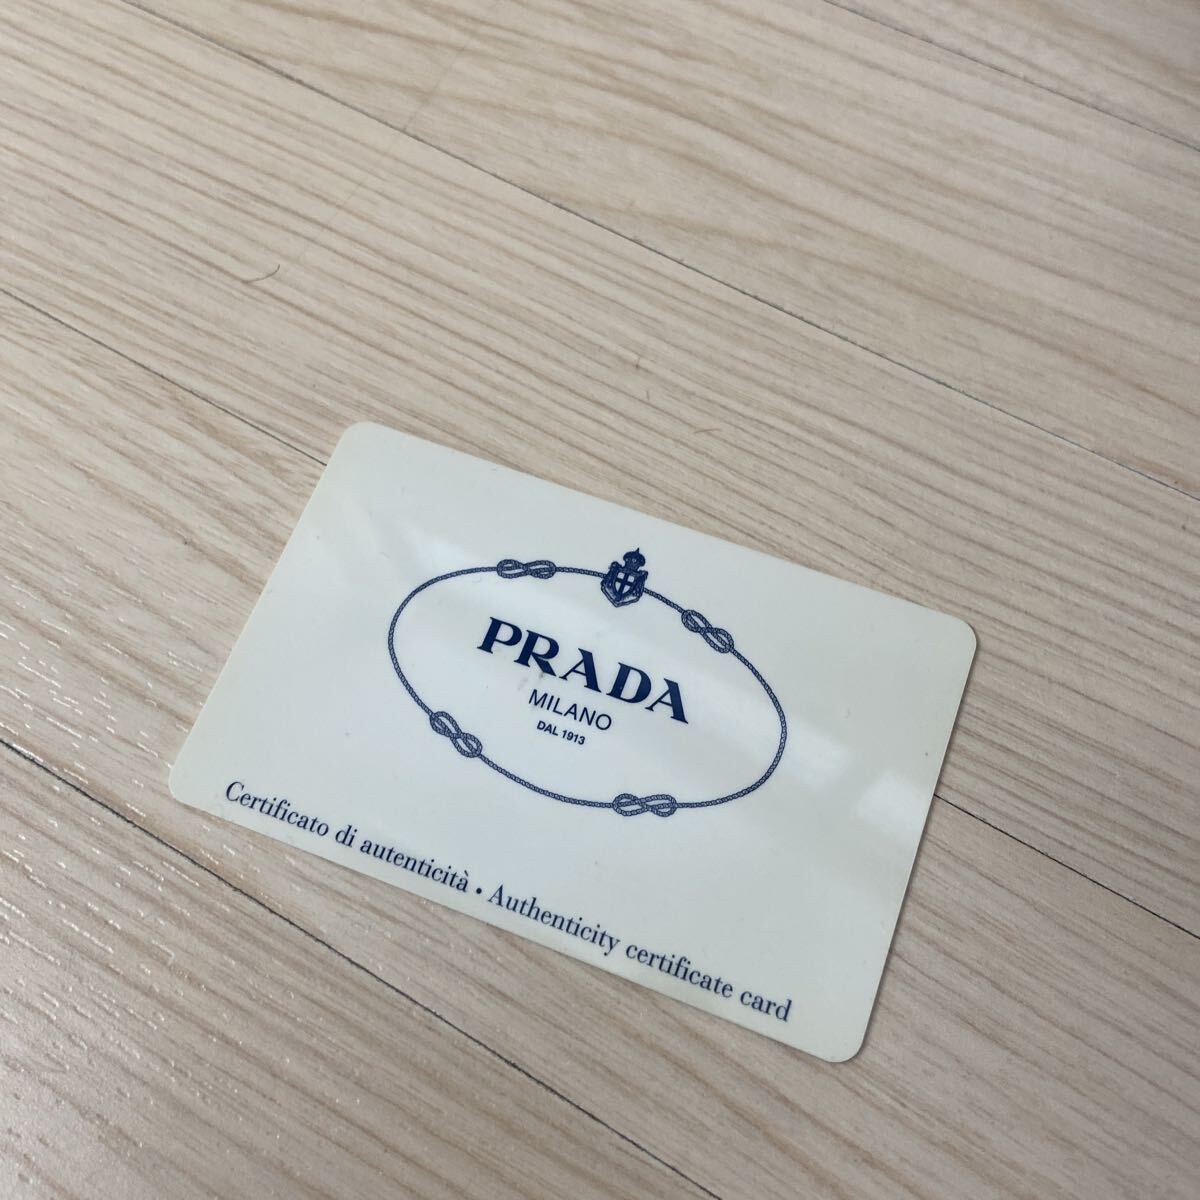 PRADA
MILANO
DAL 1913
Certificato di autenticità • Authenticity certificate card